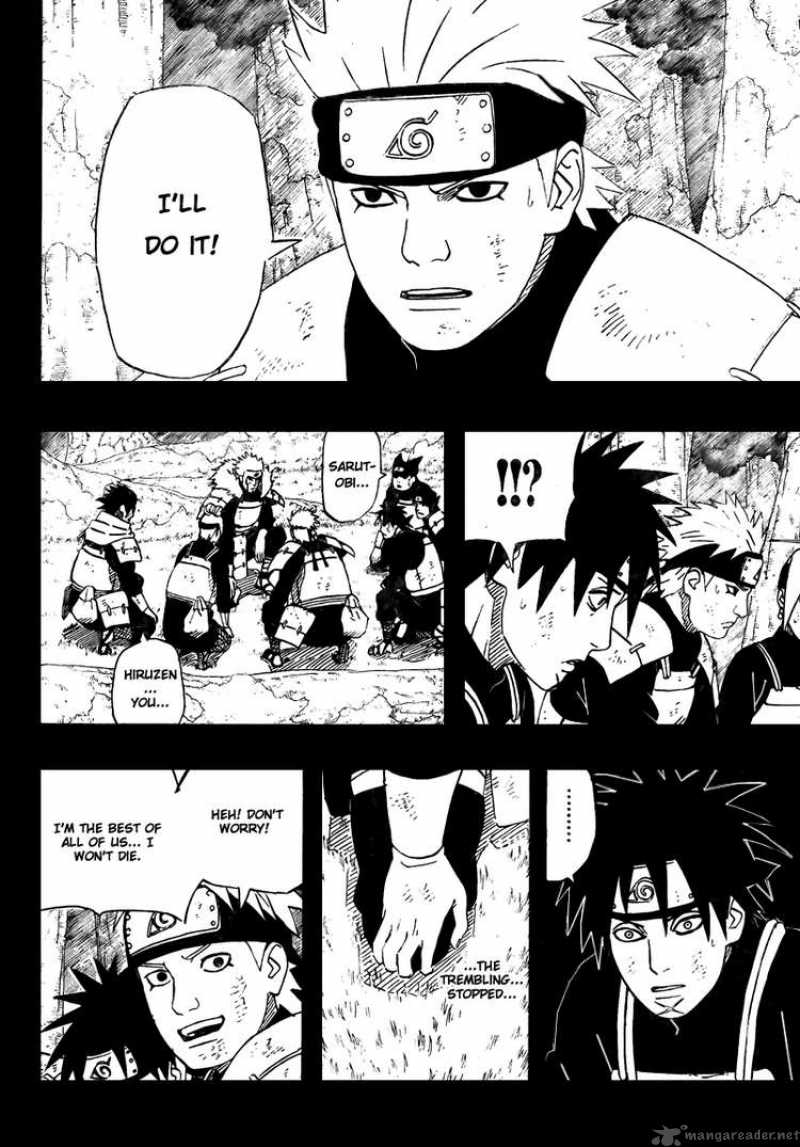 I'LL
DO IT!
!!?
SARUT-
OBI...
HIRUZEN
...
YOU...
.........
...THE
TREMBLING...
STOPPED...
HEH! DON'T
WORRY!
I'M THE BEST OF
ALL OF US... I
WON'T DIE.
mangareader.net